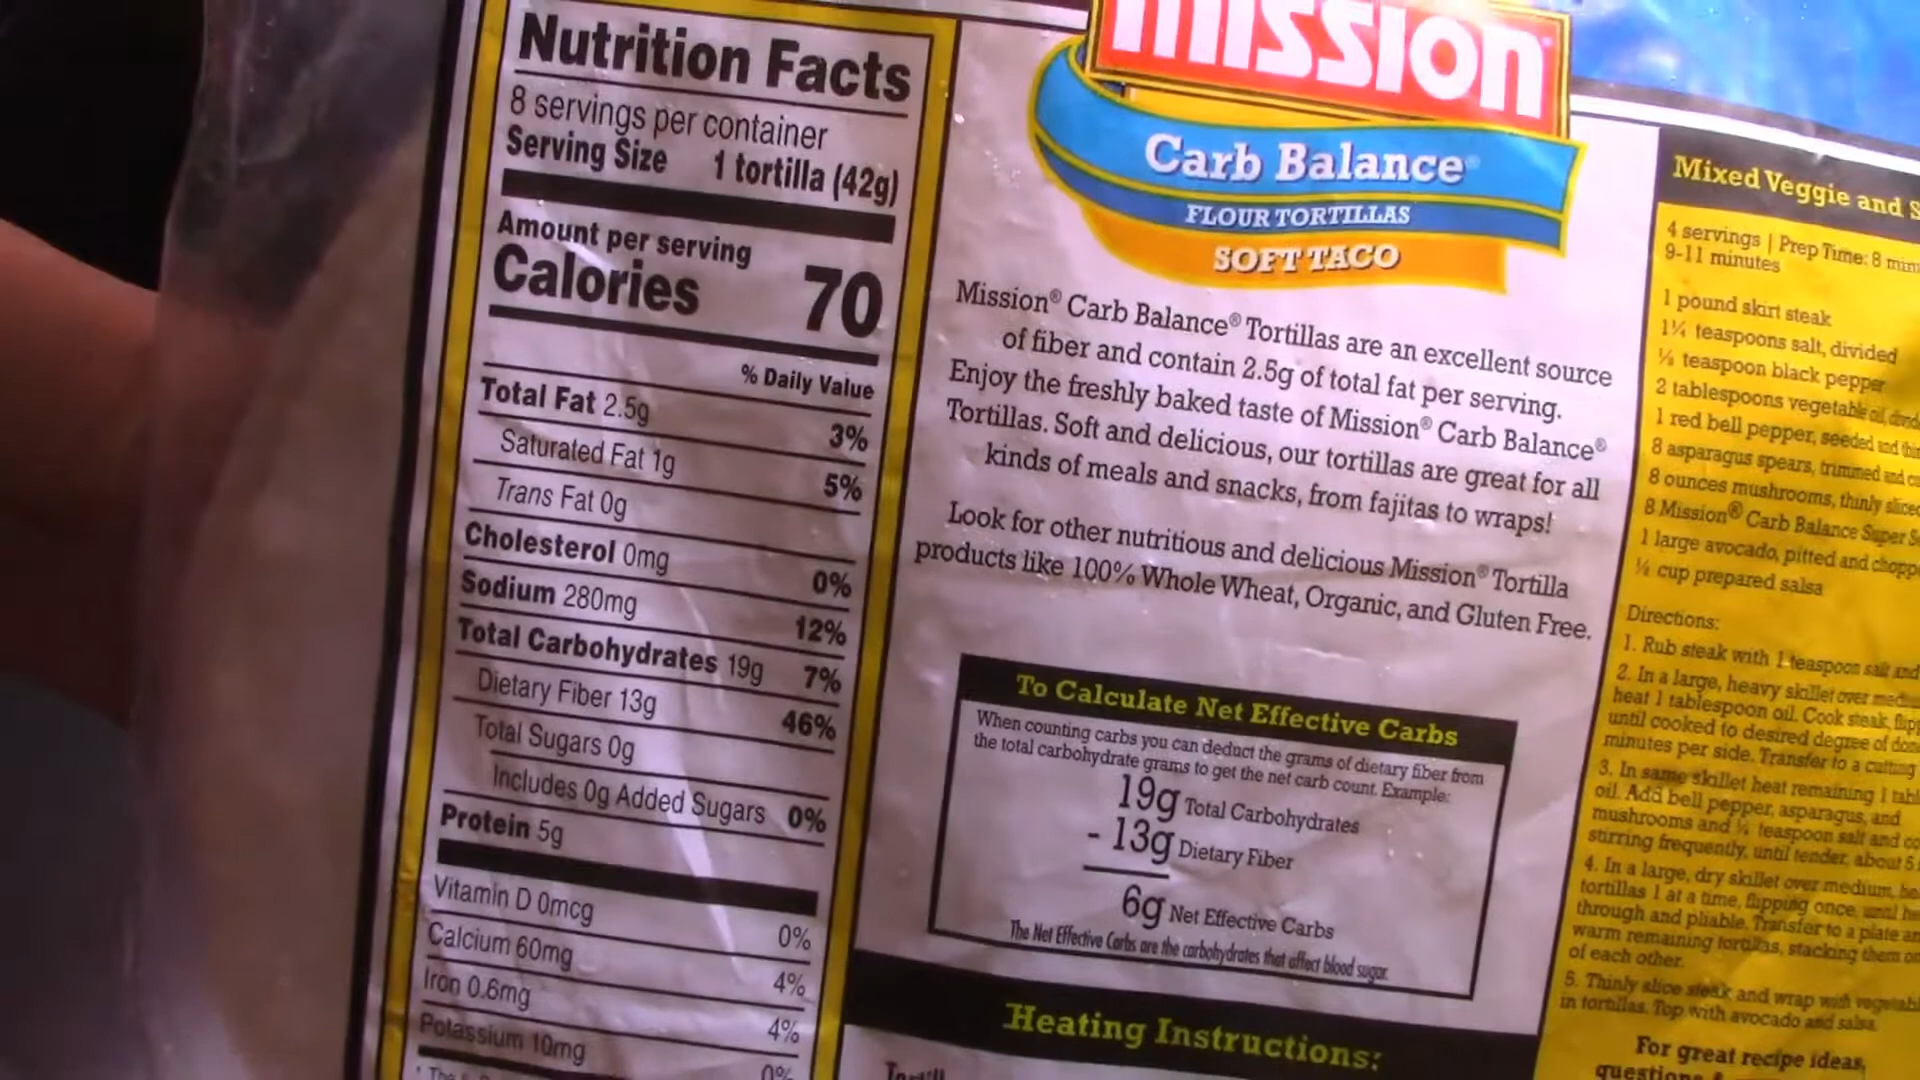 Nutrition Facts
8 servings per container
Serving Size 1 tortilla (42g)
Amount per serving
Calories 70
% Daily Value
Total Fat 2.5g 3%
Saturated Fat 1g 5%
Trans Fat 0g
Cholesterol 0mg 0%
Sodium 280mg 12%
Total Carbohydrates 19g 7%
Dietary Fiber 13g 46%
Total Sugars 0g
Includes 0g Added Sugars 0%
Protein 5g
Vitamin D 0mcg 0%
Calcium 60mg 4%
Iron 0.6mg 4%
Potassium 10mg 0%
mission
Carb Balance®
FLOUR TORTILLAS
SOFT TACO
Mission® Carb Balance® Tortillas are an excellent source
of fiber and contain 2.5g of total fat per serving.
Enjoy the freshly baked taste of Mission® Carb Balance®
Tortillas. Soft and delicious, our tortillas are great for all
kinds of meals and snacks, from fajitas to wraps!
Look for other nutritious and delicious Mission® Tortilla
products like 100% Whole Wheat, Organic, and Gluten Free.
To Calculate Net Effective Carbs
When counting carbs you can deduct the grams of dietary fiber from
the total carbohydrate grams to get the net carb count. Example:
19g Total Carbohydrates
- 13g Dietary Fiber
6g Net Effective Carbs
The Net Effective Carbs are the carbohydrates that affect blood sugar.
Heating Instructions:
Mixed Veggie and
4 servings | Prep Time: 8
9-11 minutes
1 pound skirt steak
1¼ teaspoons salt, divided
teaspoon black pepper
2 tablespoons vegetable oil,
1 red bell pepper, seeded and
8 asparagus spears, trimmed and
8 ounces mushrooms, thinly sliced
8 Mission® Carb Balance Super
1 large avocado, pitted and
cup prepared salsa
Directions:
1. Rub steak with 1 teaspoon salt and
2. In a large, heavy skillet over
heat 1 tablespoon oil. Cook steak,
until cooked to desired degree of
minutes per side. Transfer to a cutting
3. In same skillet heat remaining 1
oil. Add bell pepper, asparagus, and
mushrooms and ¼ teaspoon salt and
stirring frequently, until tender, about
4. In a large, dry skillet over medium,
tortillas 1 at a time, flipping once, until
through and pliable. Transfer to a plate
warm remaining tortillas, stacking them
of each other.
5. Thinly slice steak and wrap with
in tortillas. Top with avocado and salsa.
For great recipe ideas,